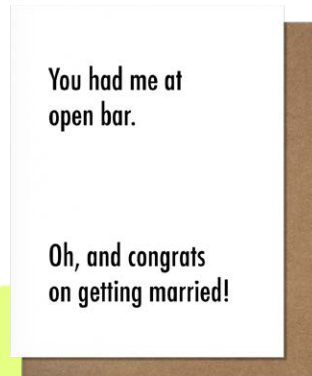 You had me at
open bar.
Oh, and congrats
on getting married!